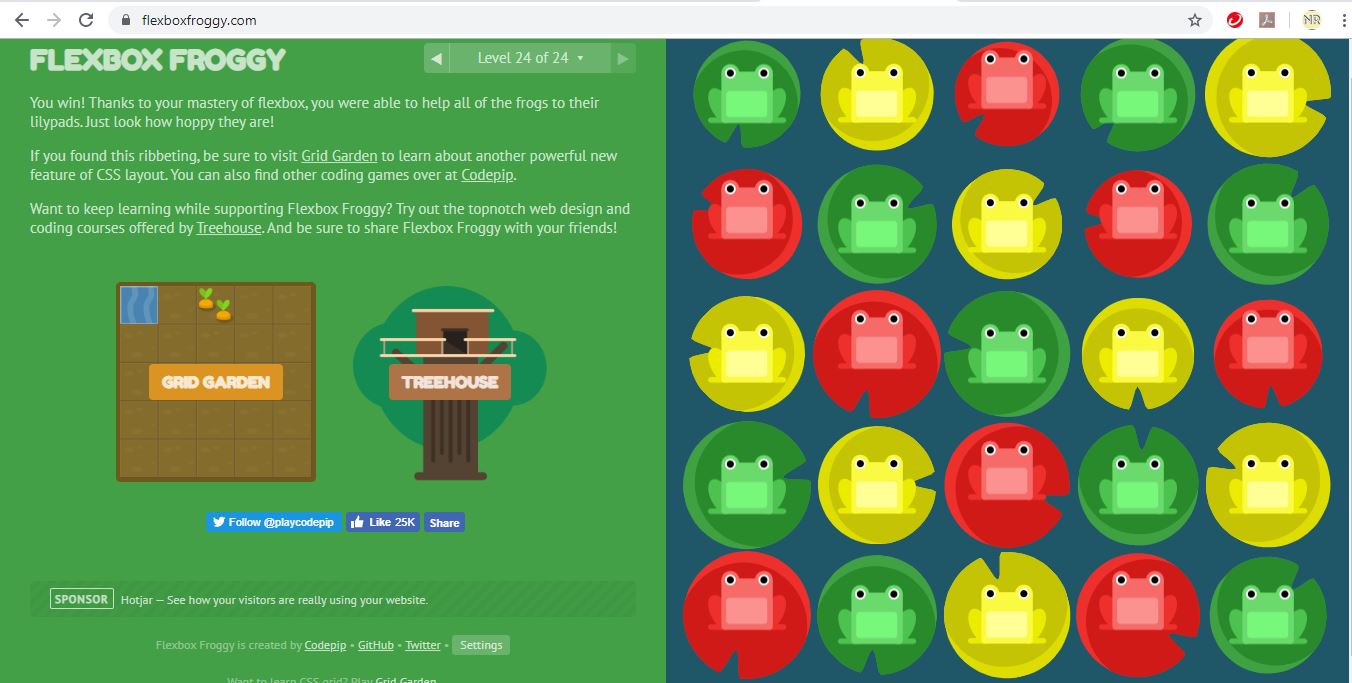 flexboxfroggy.com
NR
FLEXBOX FROGGY
Level 24 of 24
You win! Thanks to your mastery of flexbox, you were able to help all of the frogs to their
lilypads. Just look how hoppy they are!
If you found this ribbeting, be sure to visit Grid Garden to learn about another powerful new
feature of CSS layout. You can also find other coding games over at Codepip.
Want to keep learning while supporting Flexbox Froggy? Try out the topnotch web design and
coding courses offered by Treehouse. And be sure to share Flexbox Froggy with your friends!
GRID GARDEN
TREEHOUSE
Follow @playcodepip
Like 25K
Share
SPONSOR Hotjar — See how your visitors are really using your website.
Flexbox Froggy is created by Codepip • GitHub • Twitter • Settings
Want to learn CSS grid? Play Grid Garden.